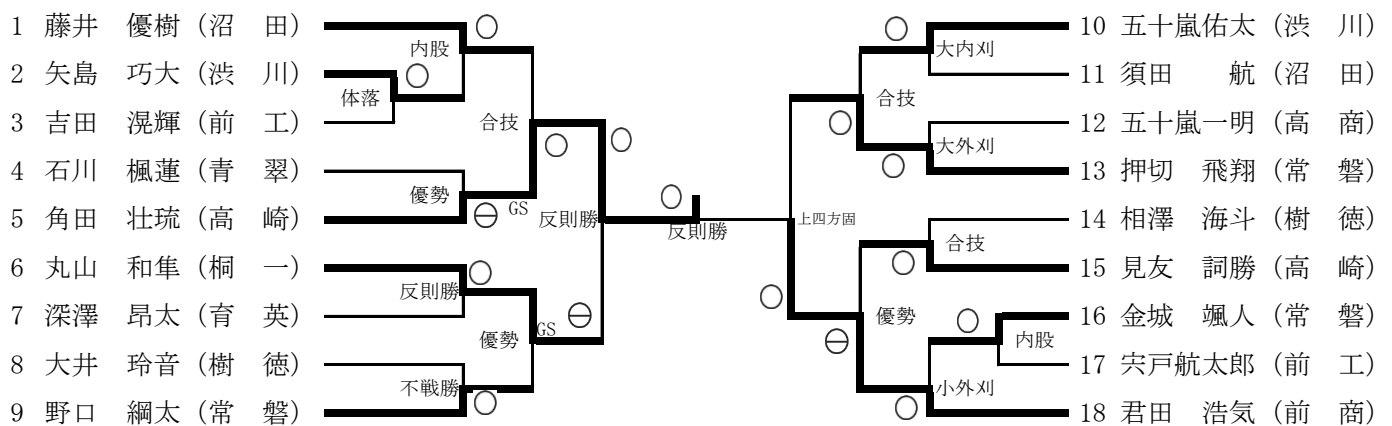 1 藤井　優樹（沼　田）
2 矢島　巧大（渋　川）
3 吉田　滉輝（前　工）
4 石川　楓蓮（青　翠）
5 角田　壮琉（高　崎）
6 丸山　和隼（桐　一）
7 深澤　昂太（育　英）
8 大井　玲音（樹　徳）
9 野口　綱太（常　磐）
内股
体落
合技
優勢
GS
反則勝
反則勝
優勢
GS
不戦勝
反則勝
上四方固
大内刈
合技
大外刈
合技
優勢
内股
小外刈
10 五十嵐佑太（渋　川）
11 須田　　航（沼　田）
12 五十嵐一明（高　商）
13 押切　飛翔（常　磐）
14 相澤　海斗（樹　徳）
15 見友　詞勝（高　崎）
16 金城　颯人（常　磐）
17 宍戸航太郎（前　工）
18 君田　浩気（前　商）